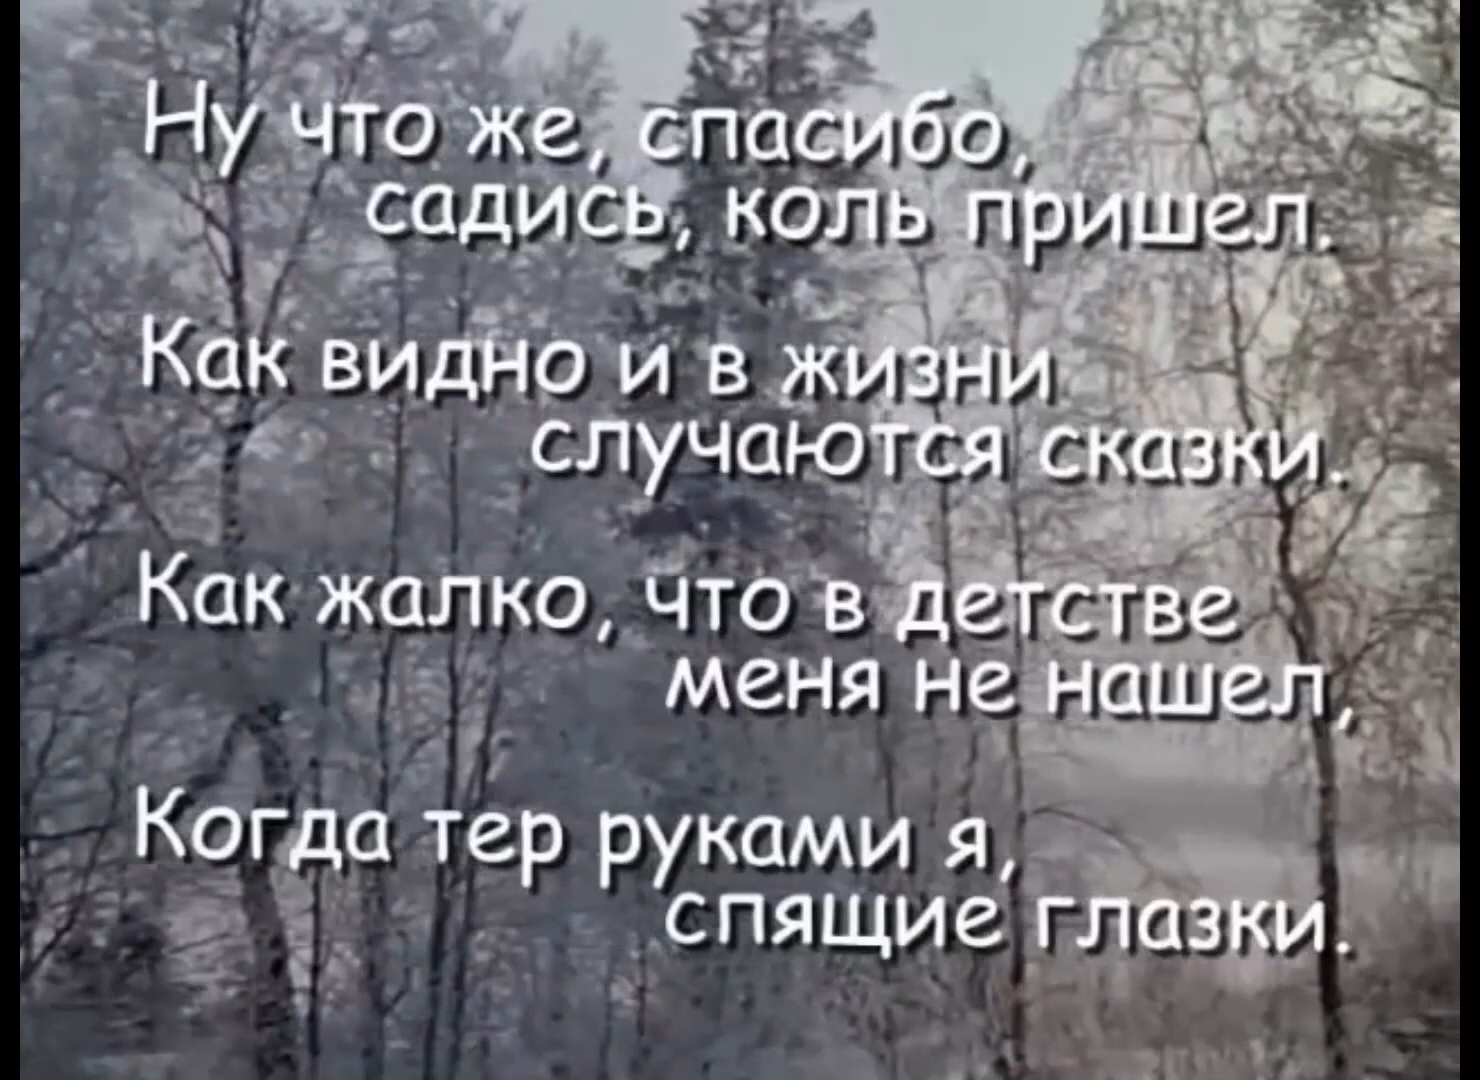 Ну что же, спасибо,
садись, коль пришел.
Как видно и в жизни
случаются сказки.
Как жалко, что в детстве
меня не нашел,
Когда тер руками я,
спящие глазки.